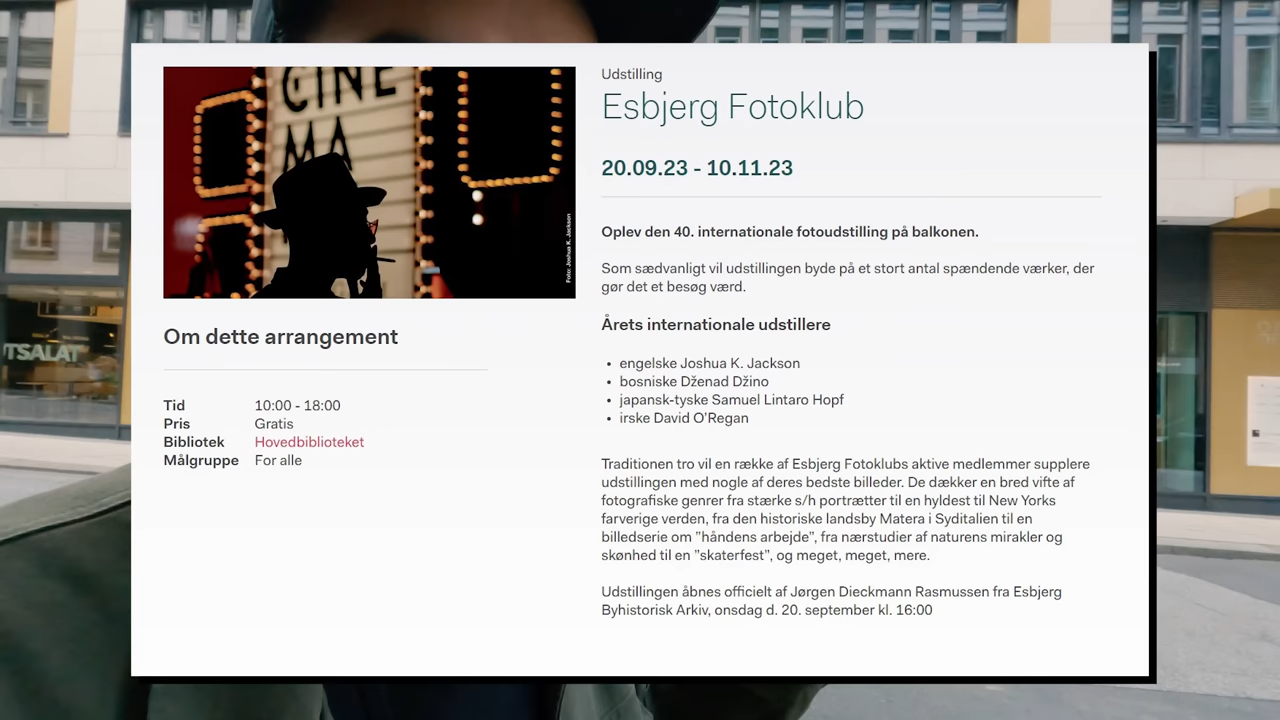 CINE
MA
Foto: Joshua K. Jackson
Om dette arrangement
Tid 10:00 - 18:00
Pris Gratis
Bibliotek Hovedbiblioteket
Målgruppe For alle
Udstilling
Esbjerg Fotoklub
20.09.23 - 10.11.23
Oplev den 40. internationale fotoudstilling på balkonen.
Som sædvanligt vil udstillingen byde på et stort antal spændende værker, der
gør det et besøg værd.
Årets internationale udstillere
• engelske Joshua K. Jackson
• bosniske Dženad Džino
• japansk-tyske Samuel Lintaro Hopf
• irske David O'Regan
Traditionen tro vil en række af Esbjerg Fotoklubs aktive medlemmer supplere
udstillingen med nogle af deres bedste billeder. De dækker en bred vifte af
fotografiske genrer fra stærke s/h portrætter til en hyldest til New Yorks
farverige verden, fra den historiske landsby Matera i Syditalien til en
billedserie om ”håndens arbejde”, fra nærstudier af naturens mirakler og
skønhed til en ”skaterfest”, og meget, meget, mere.
Udstillingen åbnes officielt af Jørgen Dieckmann Rasmussen fra Esbjerg
Byhistorisk Arkiv, onsdag d. 20. september kl. 16:00
TSALAT